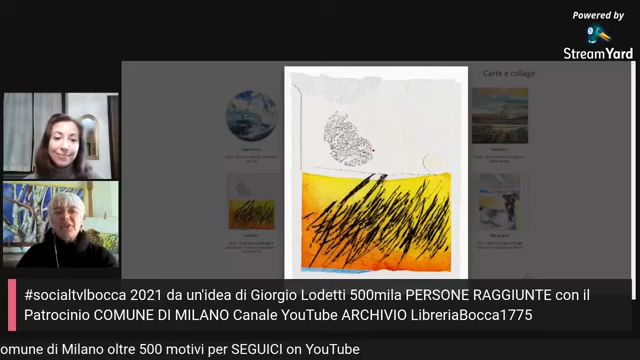 Powered by
StreamYard
Carte e collage
#socialtvlbocca 2021 da un'idea di Giorgio Lodetti 500mila PERSONE RAGGIUNTE con il
Patrocinio COMUNE DI MILANO Canale YouTube ARCHIVIO LibreriaBocca1775
omune di Milano oltre 500 motivi per SEGUICI on YouTube